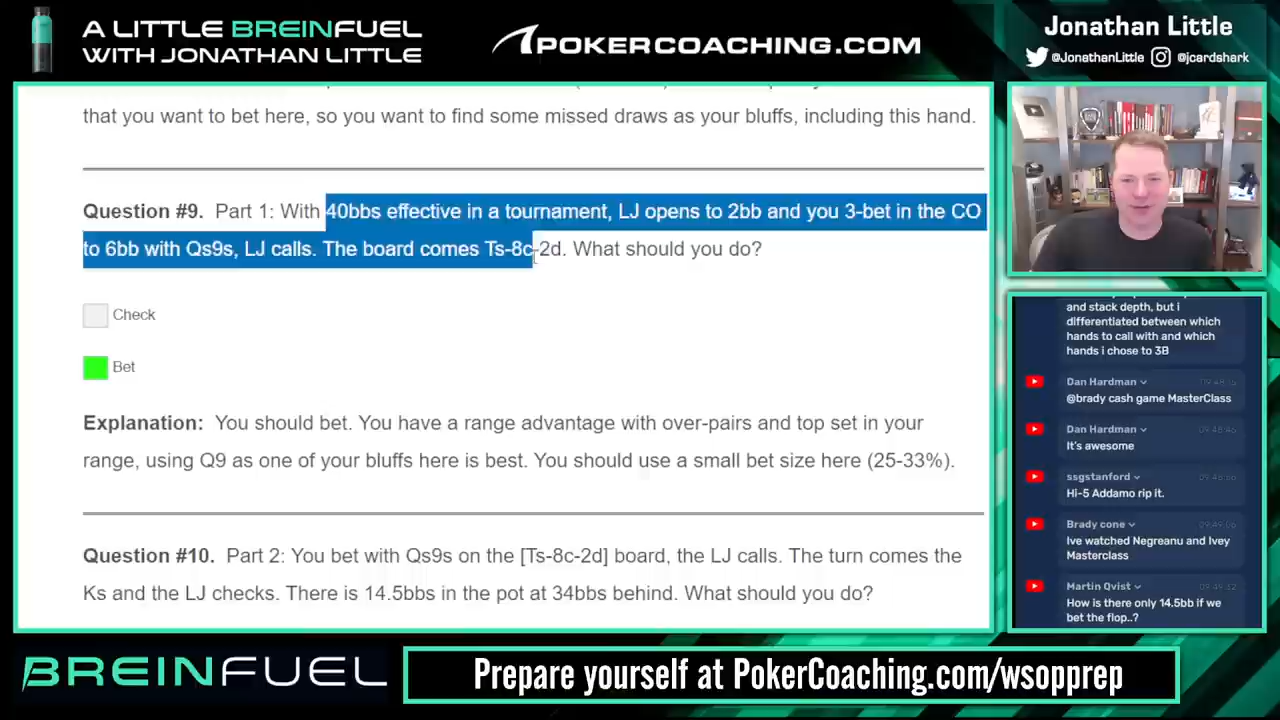 A LITTLE BREINFUEL
WITH JONATHAN LITTLE
POKERCOACHING.COM
Jonathan Little
@JonathanLittle @jcardshark
that you want to bet here, so you want to find some missed draws as your bluffs, including this hand.
Question #9. Part 1: With 40bbs effective in a tournament, LJ opens to 2bb and you 3-bet in the CO
to 6bb with Qs9s, LJ calls. The board comes Ts-8c-2d. What should you do?
Check
Bet
Explanation: You should bet. You have a range advantage with over-pairs and top set in your
range, using Q9 as one of your bluffs here is best. You should use a small bet size here (25-33%).
Question #10. Part 2: You bet with Qs9s on the [Ts-8c-2d] board, the LJ calls. The turn comes the
Ks and the LJ checks. There is 14.5bbs in the pot at 34bbs behind. What should you do?
and stack depth, but i
differentiated between which
hands to call with and which
hands i chose to 3B
Dan Hardman
@brady cash game MasterClass
Dan Hardman 09:48:46
It's awesome
ssgstanford
Hi-5 Addamo rip it.
Brady cone 09:49:06
Ive watched Negreanu and Ivey
Masterclass
Martin Qvist
How is there only 14.5bb if we
bet the flop..?
BREINFUEL
Prepare yourself at PokerCoaching.com/wsopprep